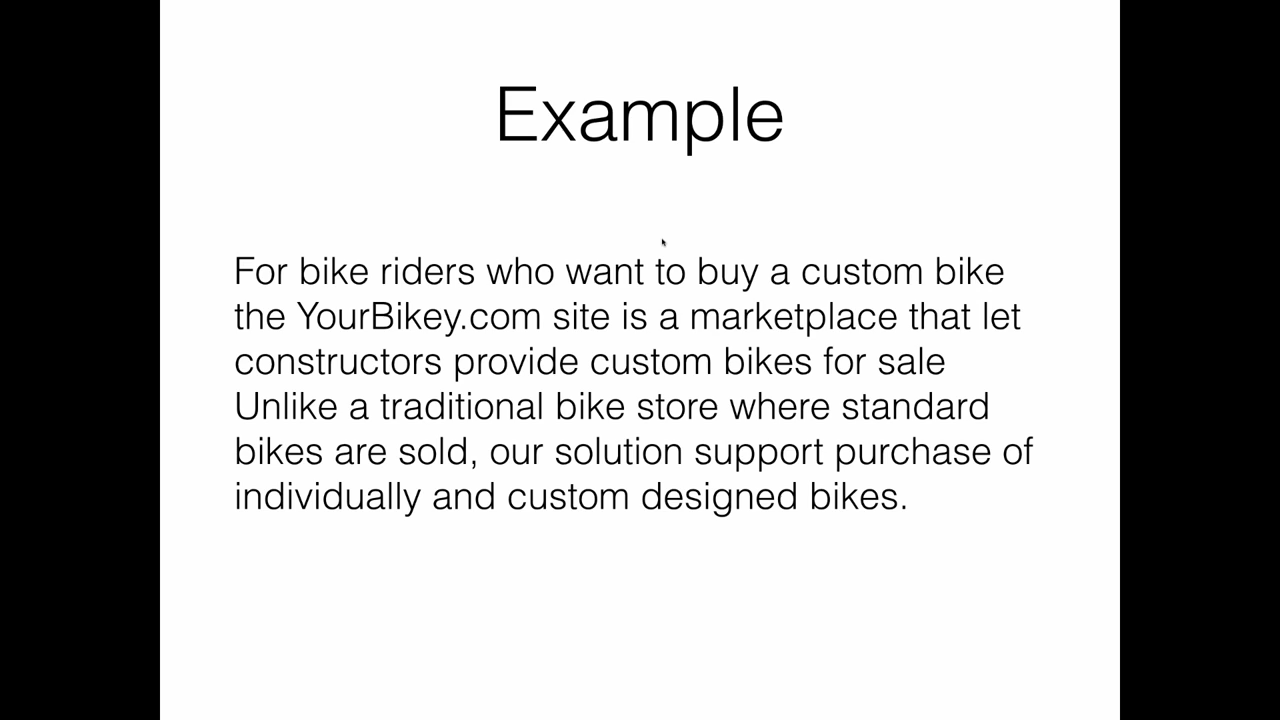 Example
For bike riders who want to buy a custom bike
the YourBikey.com site is a marketplace that let
constructors provide custom bikes for sale
Unlike a traditional bike store where standard
bikes are sold, our solution support purchase of
individually and custom designed bikes.